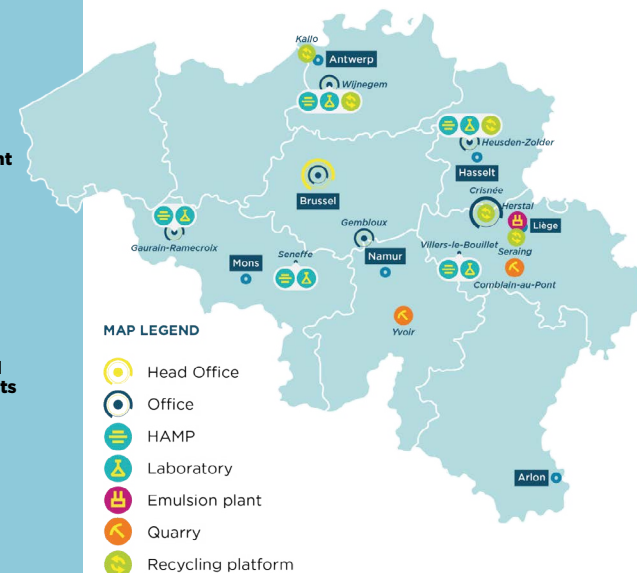 Kallo
Antwerp
Wijnegem
Heusden-Zolder
Hasselt
Crisnée
Herstal
Liège
Brussel
Gembloux
Villers-le-Bouillet
Seraing
Gaurain-Ramecroix
Mons
Seneffe
Namur
Comblain-au-Pont
Yvoir
Arlon
MAP LEGEND
Head Office
Office
HAMP
Laboratory
Emulsion plant
Quarry
Recycling platform
ts